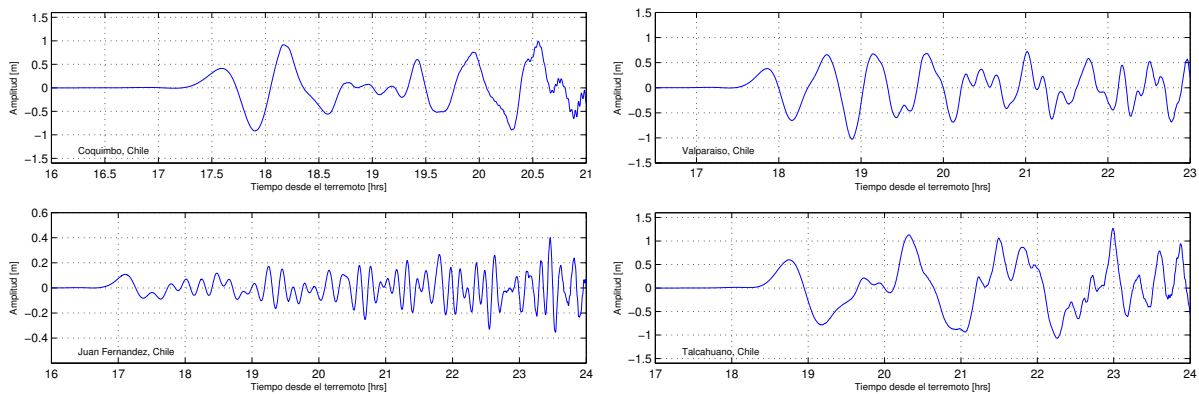 1.5
1
0.5
0
−0.5
−1
−1.5
Amplitud [m]
Coquimbo, Chile
16 16.5 17 17.5 18 18.5 19 19.5 20 20.5 21
Tiempo desde el terremoto [hrs]
1.5
1
0.5
0
−0.5
−1
−1.5
Amplitud [m]
Valparaiso, Chile
17 18 19 20 21 22 23
Tiempo desde el terremoto [hrs]
0.6
0.4
0.2
0
−0.2
−0.4
Amplitud [m]
Juan Fernandez, Chile
16 17 18 19 20 21 22 23 24
Tiempo desde el terremoto [hrs]
1.5
1
0.5
0
−0.5
−1
−1.5
Amplitud [m]
Talcahuano, Chile
17 18 19 20 21 22 23 24
Tiempo desde el terremoto [hrs]